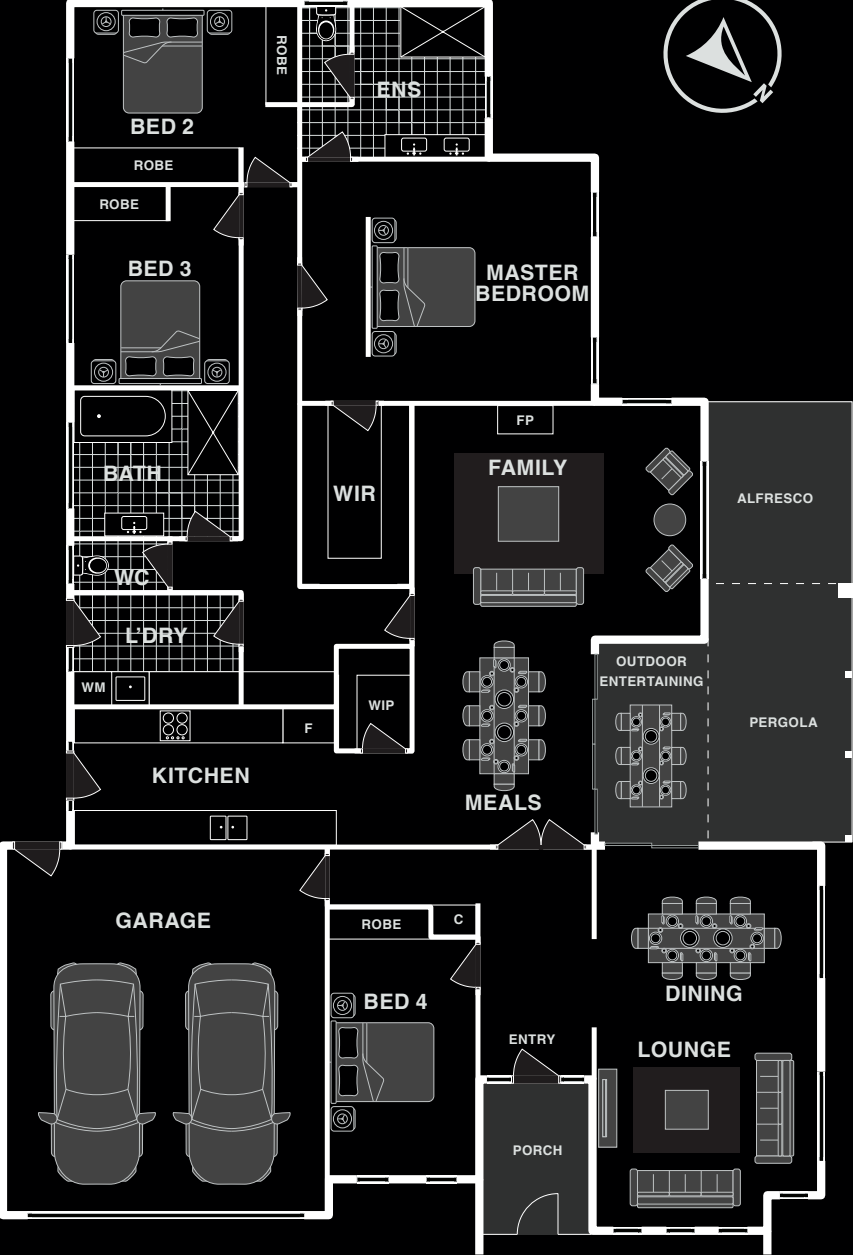 ROBE
ENS
N
BED 2
ROBE
ROBE
BED 3
MASTER
BEDROOM
FP
FAMILY
BATH
WIR
ALFRESCO
WC
L'DRY
OUTDOOR
ENTERTAINING
WM
WIP
F
PERGOLA
KITCHEN
MEALS
GARAGE
ROBE
C
BED 4
DINING
ENTRY
LOUNGE
PORCH